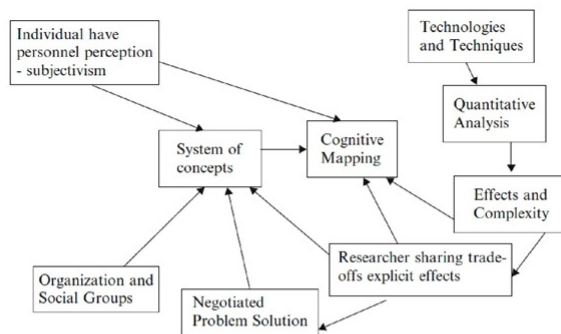 Individual have
personnel perception
- subjectivism
Technologies
and Techniques
Quantitative
Analysis
System of
concepts
Cognitive
Mapping
Effects and
Complexity
Organization and
Social Groups
Negotiated
Problem Solution
Researcher sharing trade-
offs explicit effects